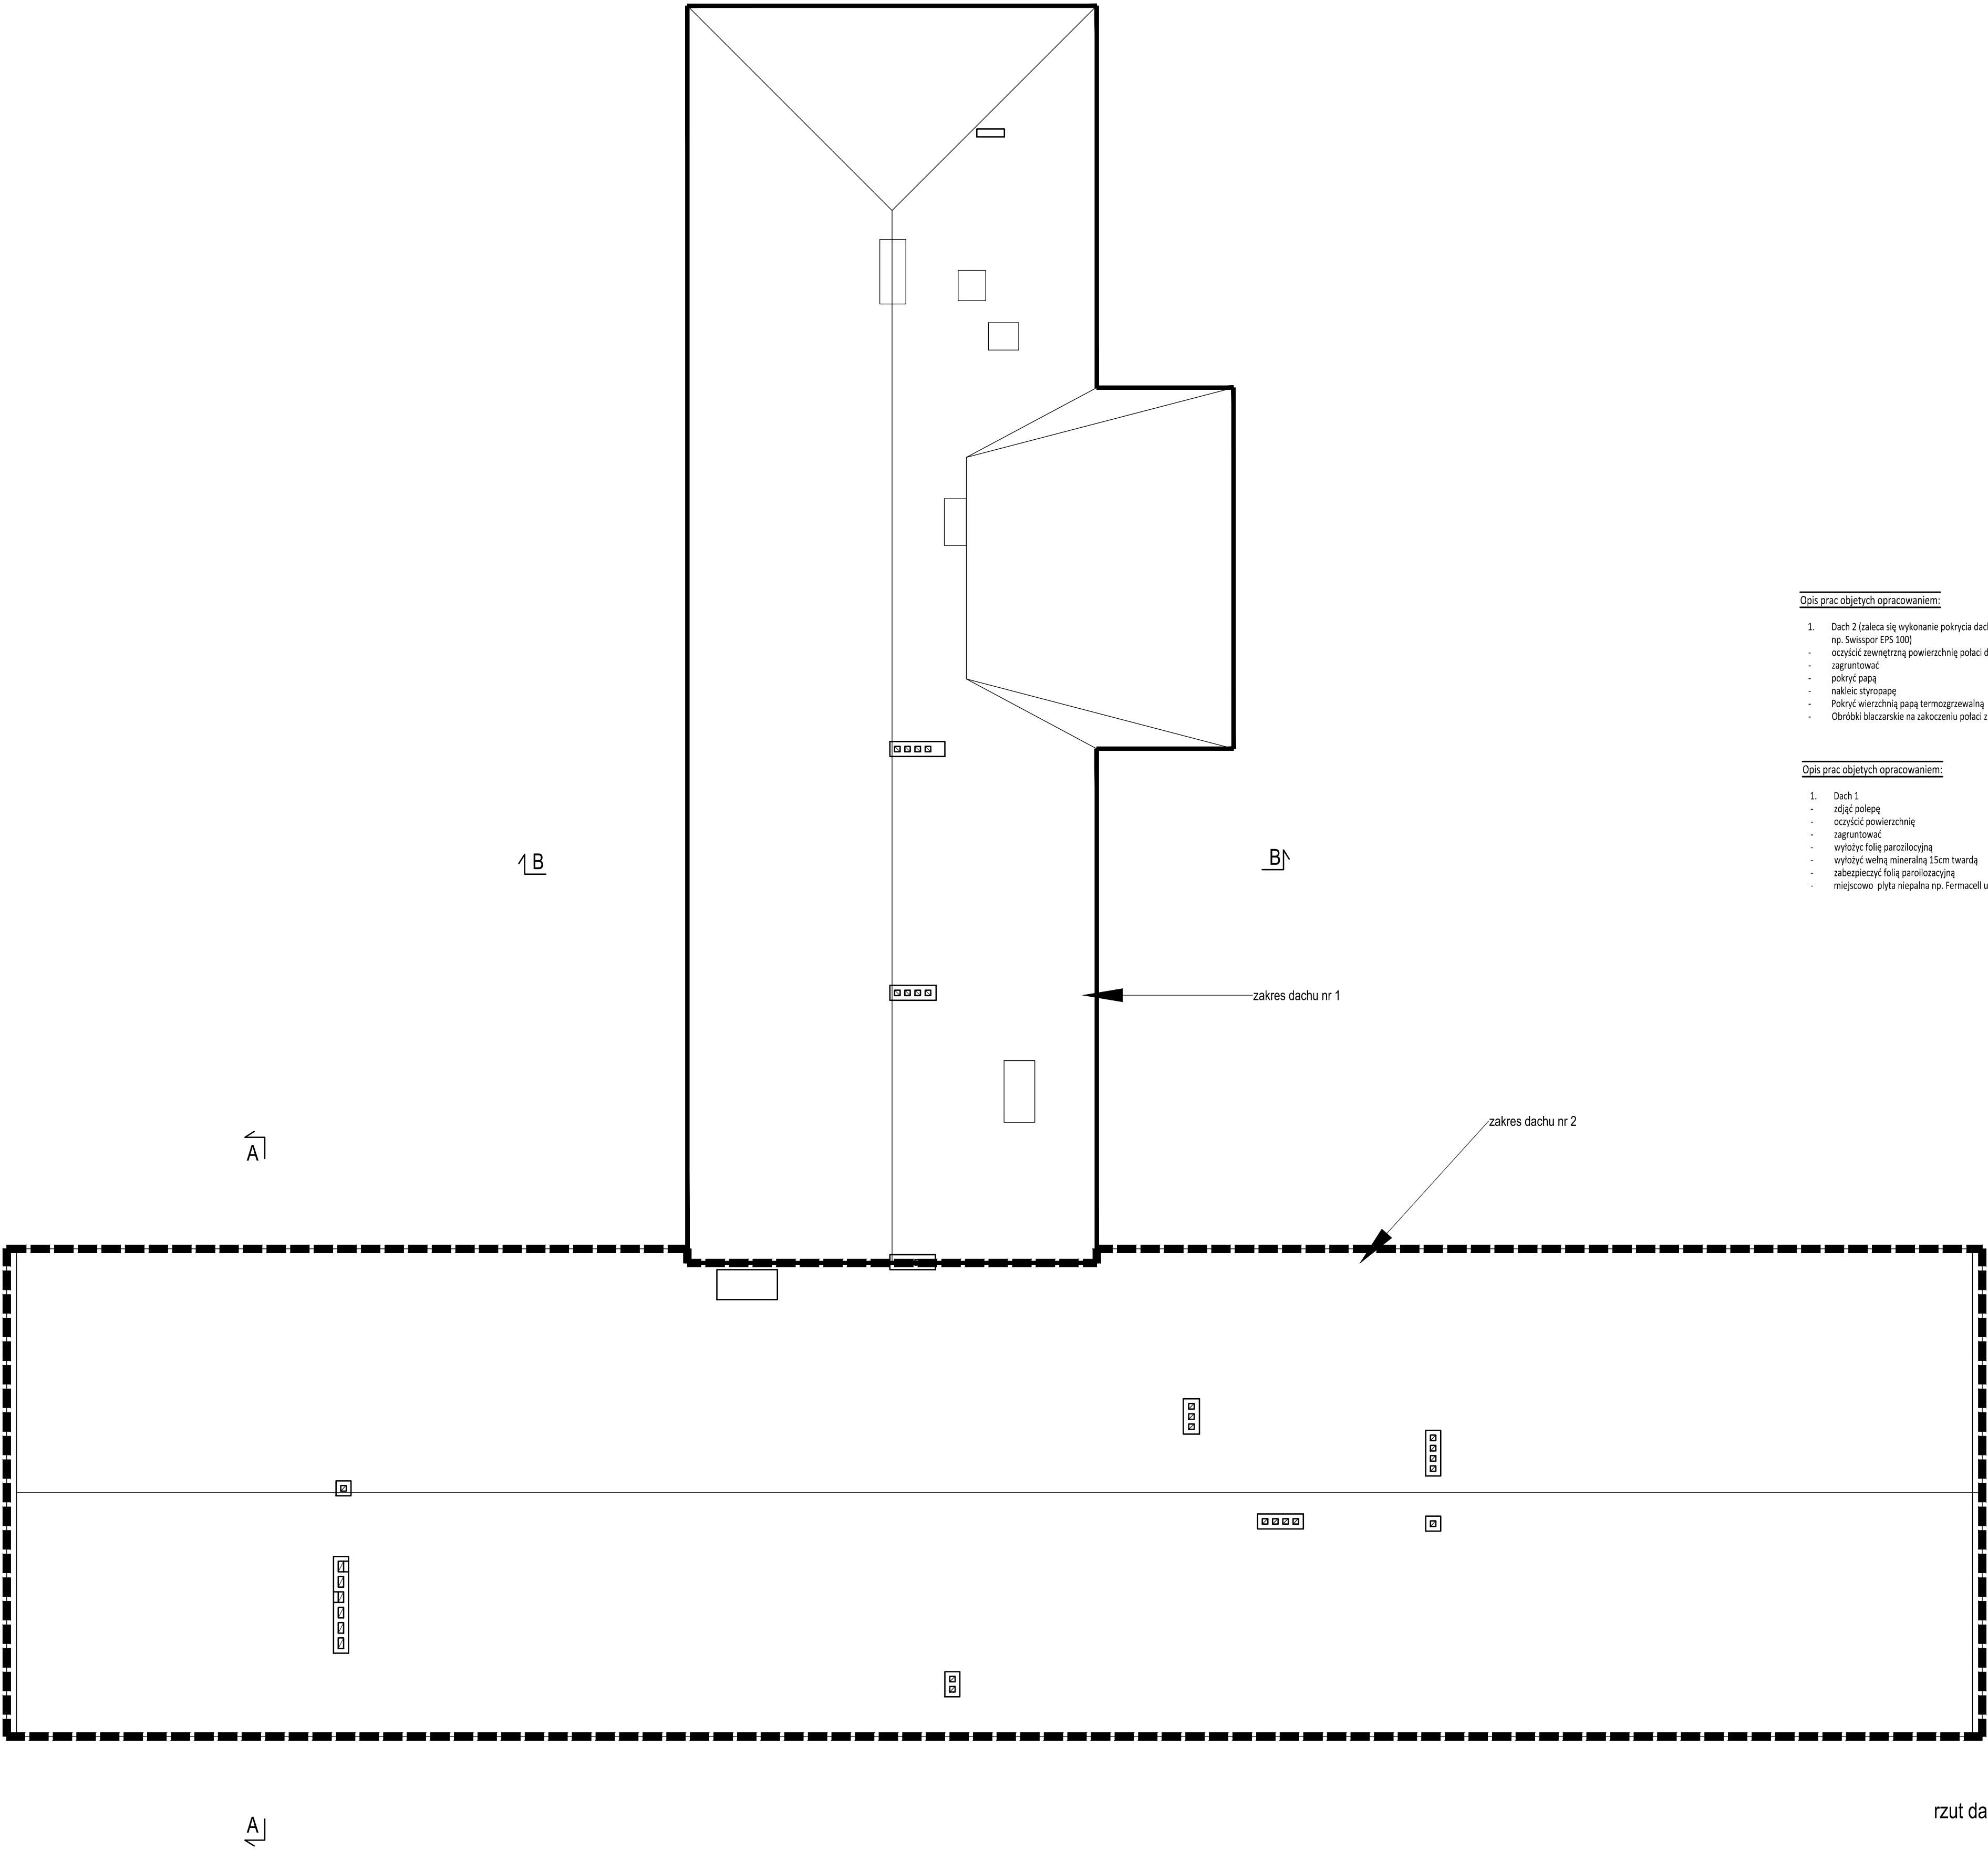 Opis prac objetych opracowaniem:
1. Dach 2 (zaleca się wykonanie pokrycia dach
np. Swisspor EPS 100)
- oczyścić zewnętrzną powierzchnię połaci d
- zagruntować
- pokryć papą
- nakleic styropapę
- Pokryć wierzchnią papą termozgrzewalną
- Obróbki blaczarskie na zakoczeniu połaci z
Opis prac objetych opracowaniem:
1. Dach 1
- zdjąć polepę
- oczyścić powierzchnię
- zagruntować
- wyłożyc folię parozilocyjną
- wyłożyć wełną mineralną 15cm twardą
- zabezpieczyć folią paroilozacyjną
- miejscowo plyta niepalna np. Fermacell u
B
B
zakres dachu nr 1
zakres dachu nr 2
A
A
rzut da